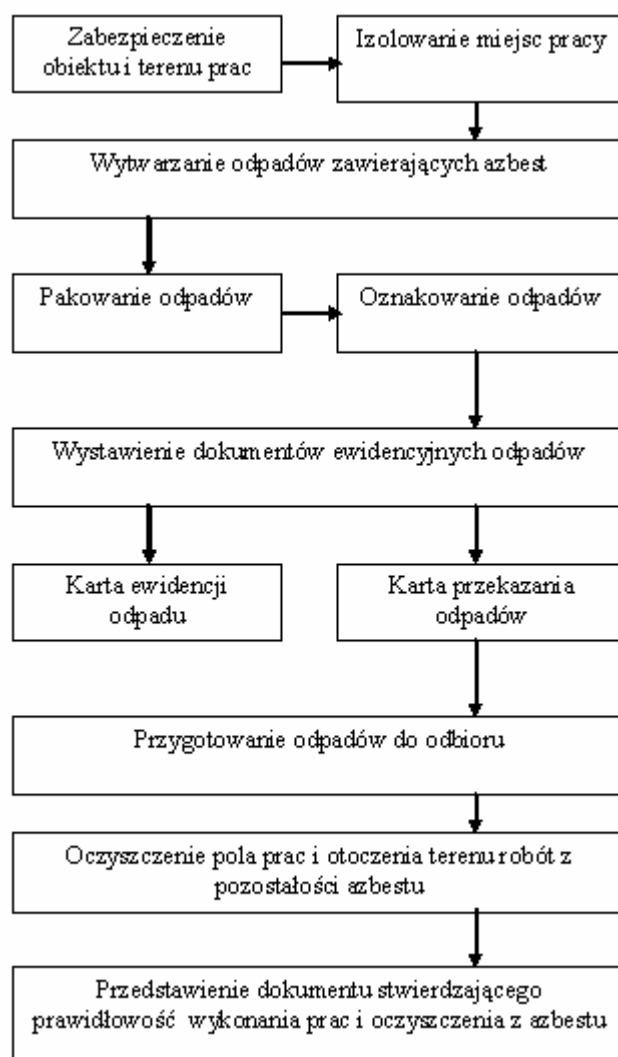 Zabezpieczenie
obiektu i terenu prac
Izolowanie miejsc pracy
Wytwarzanie odpadów zawierających azbest
Pakowanie odpadów
Oznakowanie odpadów
Wystawienie dokumentów ewidencyjnych odpadów
Karta ewidencji
odpadu
Karta przekazania
odpadów
Przygotowanie odpadów do odbioru
Oczyszczenie pola prac i otoczenia terenu robót z
pozostałości azbestu
Przedstawienie dokumentu stwierdzającego
prawidłowość wykonania prac i oczyszczenia z azbestu